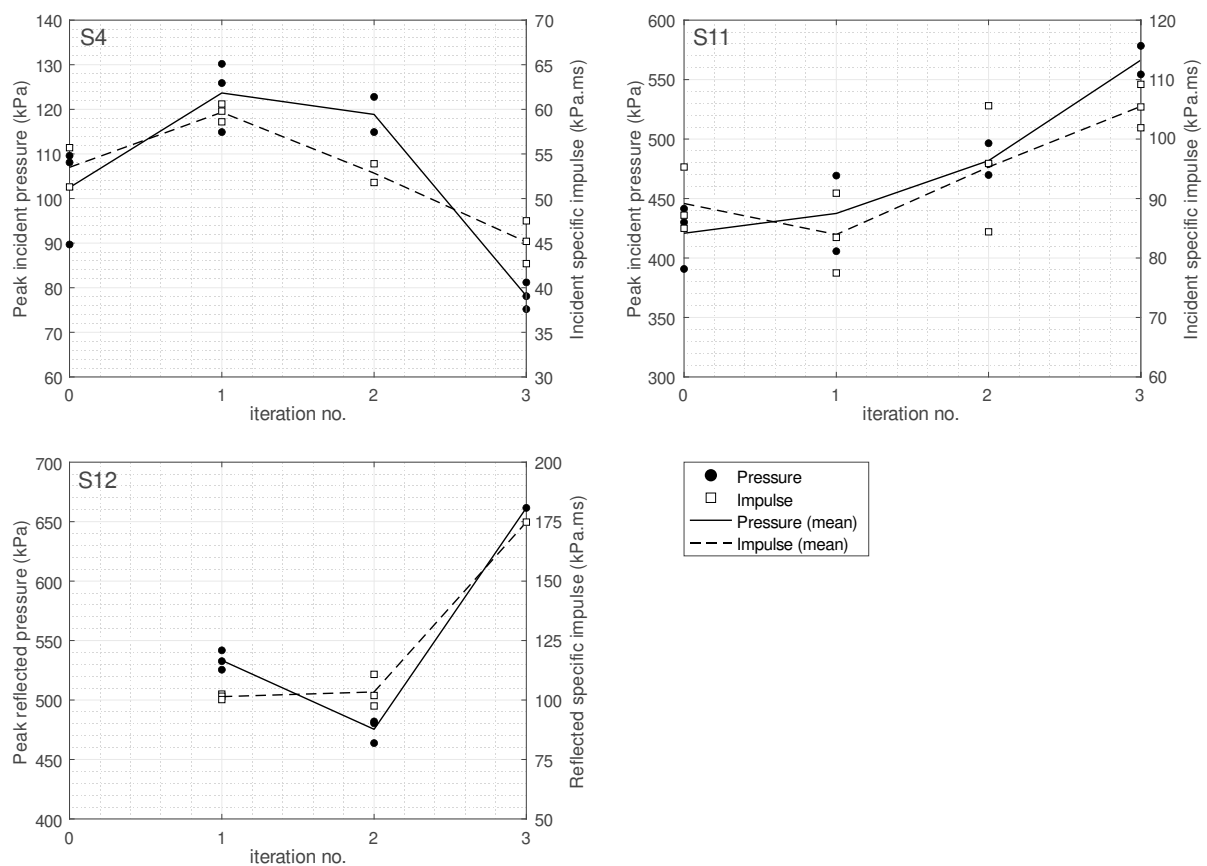 S4
140
130
120
110
100
90
80
70
60
70
65
60
55
50
45
40
35
30
0 1 2 3
iteration no.
Peak incident pressure (kPa)
Incident specific impulse (kPa.ms)
S11
600
550
500
450
400
350
300
120
110
100
90
80
70
60
0 1 2 3
iteration no.
Peak incident pressure (kPa)
Incident specific impulse (kPa.ms)
S12
700
650
600
550
500
450
400
200
175
150
125
100
75
50
0 1 2 3
iteration no.
Peak reflected pressure (kPa)
Reflected specific impulse (kPa.ms)
Pressure
Impulse
Pressure (mean)
Impulse (mean)